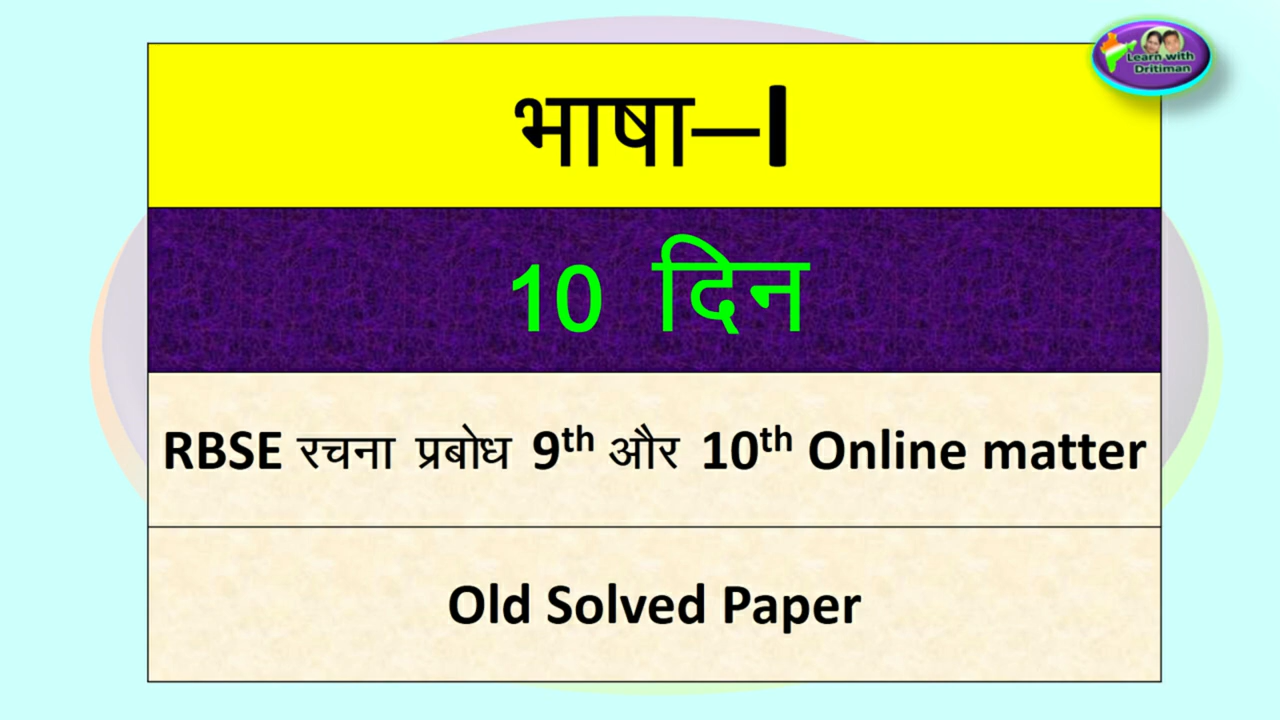 Learn with
Dritiman
भाषा–I
10 दिन
RBSE रचना प्रबोध 9th और 10th Online matter
Old Solved Paper